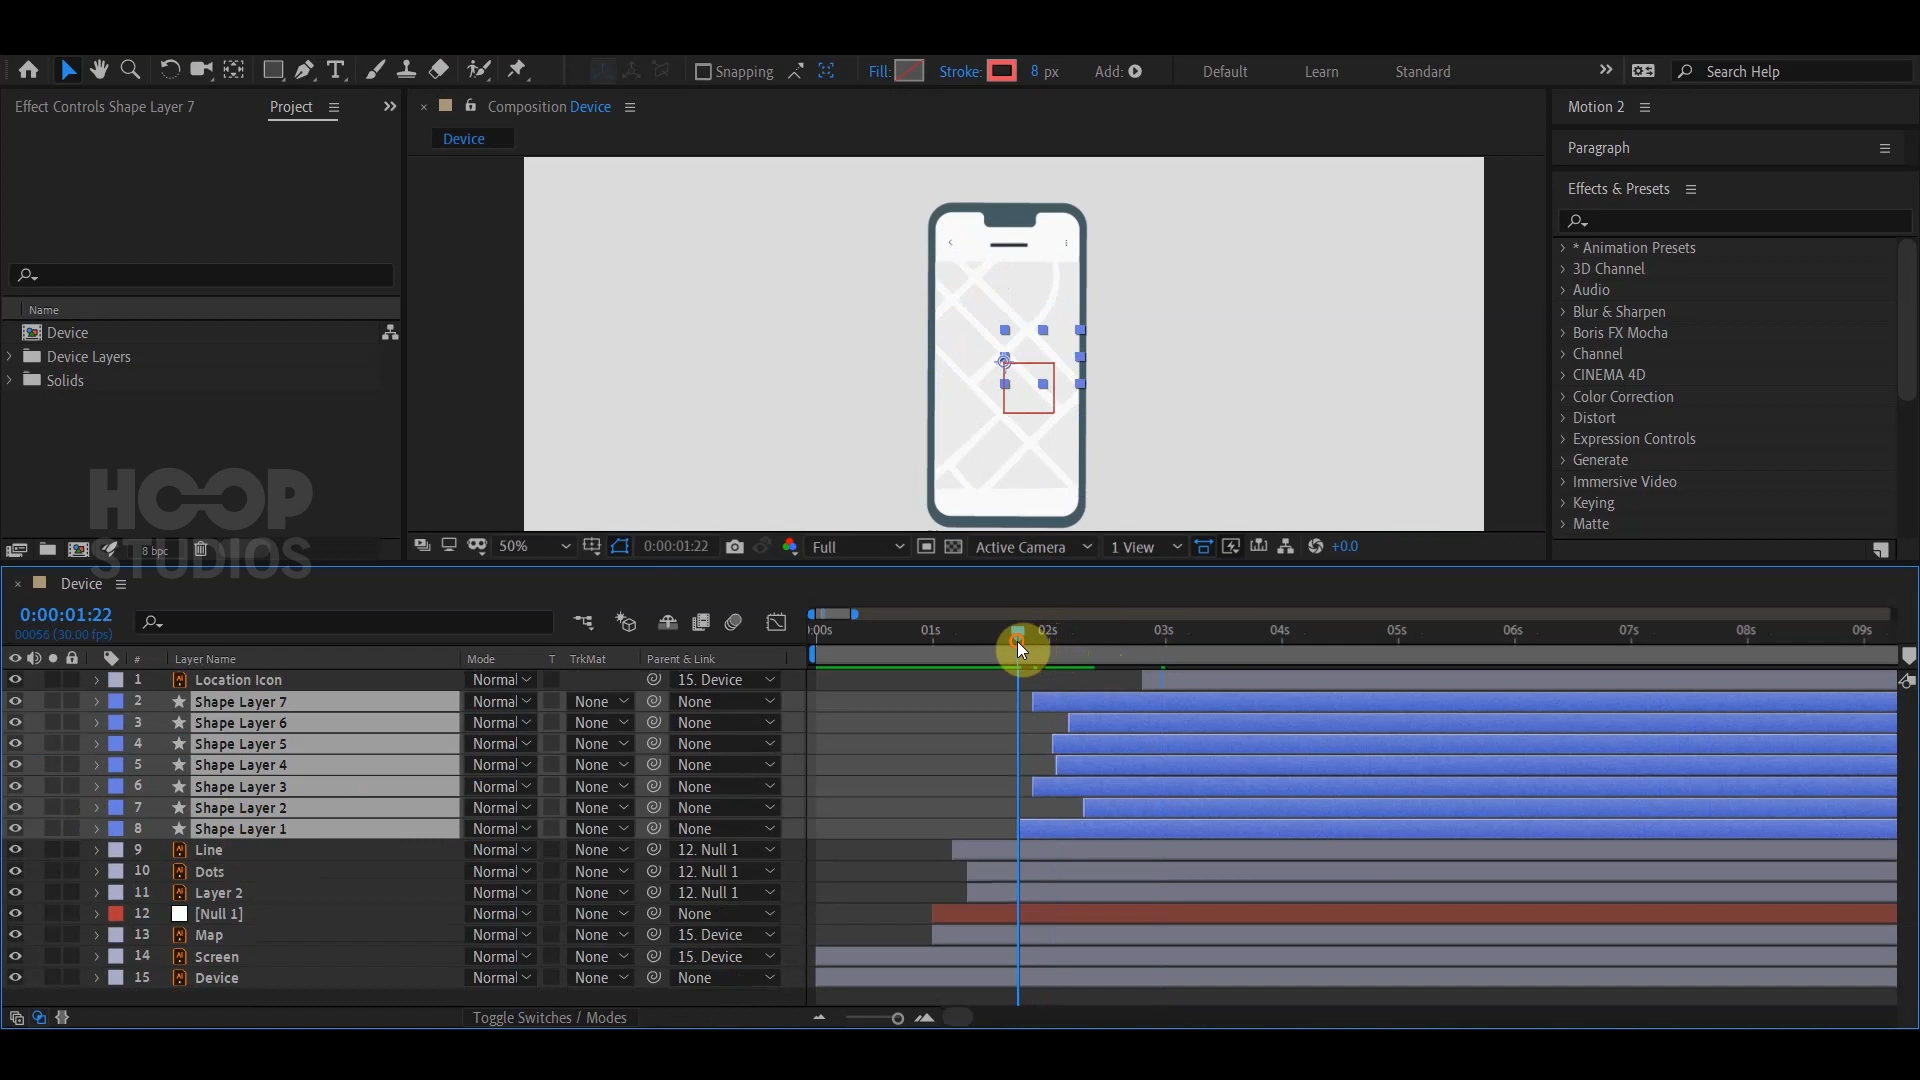 Snapping
Fill: Stroke: 8 px Add:
Default Learn Standard
Search Help
Effect Controls Shape Layer 7 Project
Composition Device
Device
Motion 2
Paragraph
Effects & Presets
* Animation Presets
3D Channel
Audio
Blur & Sharpen
Boris FX Mocha
Channel
CINEMA 4D
Color Correction
Distort
Expression Controls
Generate
Immersive Video
Keying
Matte
Name
Device
Device Layers
Solids
HOOP
STUDIOS
8 bpc
50% 0:00:01:22 Full Active Camera 1 View +0.0
Device
0:00:01:22
00056 (30.00 fps)
:00s 01s 02s 03s 04s 05s 06s 07s 08s 09s
# Layer Name Mode T TrkMat Parent & Link
1 Location Icon Normal 15. Device
2 Shape Layer 7 Normal None None
3 Shape Layer 6 Normal None None
4 Shape Layer 5 Normal None None
5 Shape Layer 4 Normal None None
6 Shape Layer 3 Normal None None
7 Shape Layer 2 Normal None None
8 Shape Layer 1 Normal None None
9 Line Normal None 12. Null 1
10 Dots Normal None 12. Null 1
11 Layer 2 Normal None 12. Null 1
12 [Null 1] Normal None None
13 Map Normal None 15. Device
14 Screen Normal None 15. Device
15 Device Normal None None
Toggle Switches / Modes